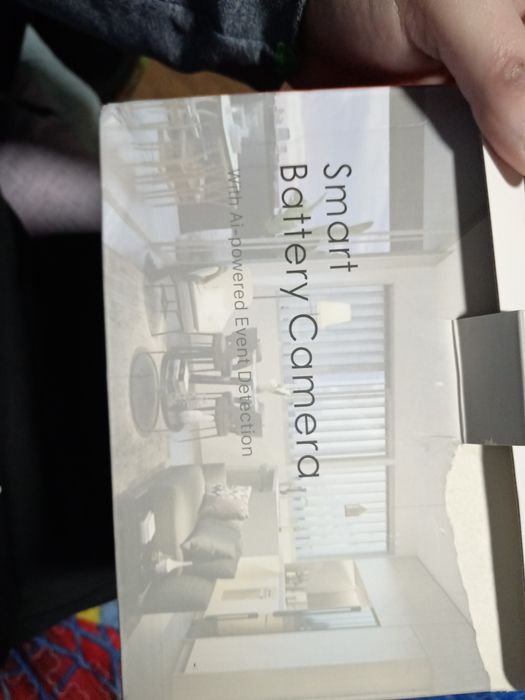 Smart
Battery Camera
With Ai-powered Event Detection